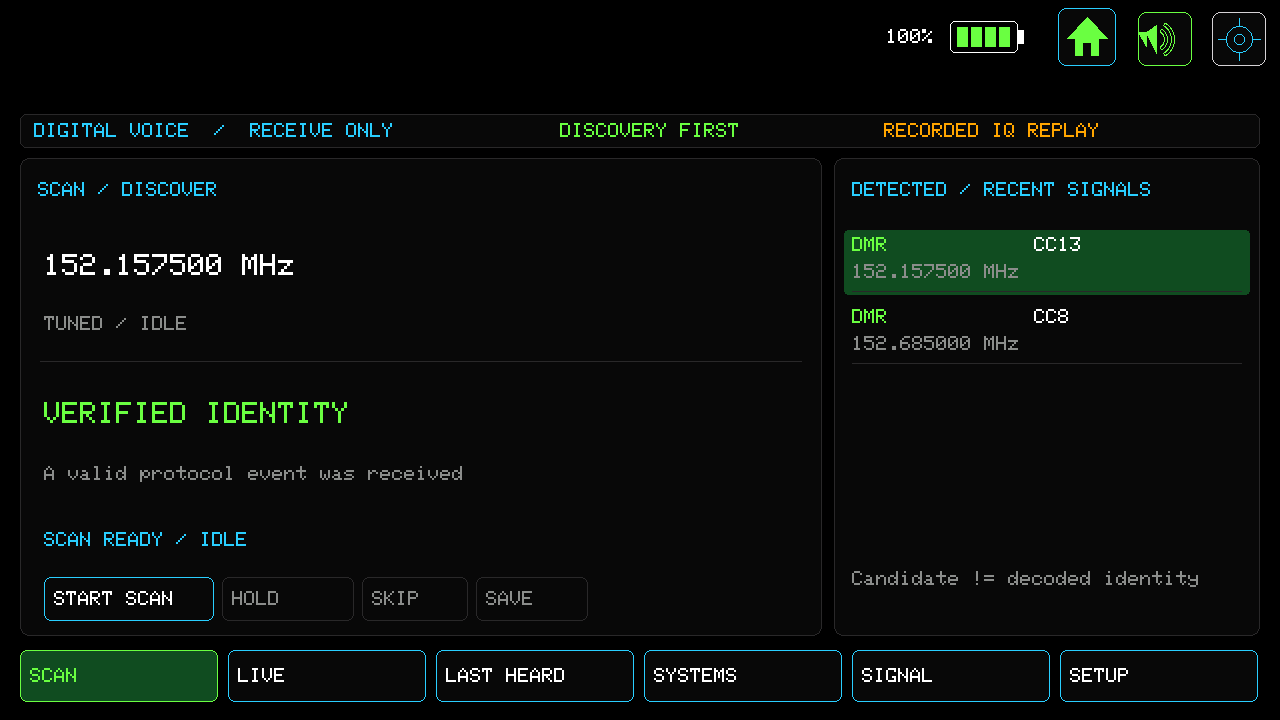 100%
DIGITAL VOICE / RECEIVE ONLY
DISCOVERY FIRST
RECORDED IQ REPLAY
SCAN / DISCOVER
152.157500 MHz
TUNED / IDLE
VERIFIED IDENTITY
A valid protocol event was received
SCAN READY / IDLE
START SCAN
HOLD
SKIP
SAVE
DETECTED / RECENT SIGNALS
DMR CC13
152.157500 MHz
DMR CC8
152.685000 MHz
Candidate != decoded identity
SCAN
LIVE
LAST HEARD
SYSTEMS
SIGNAL
SETUP